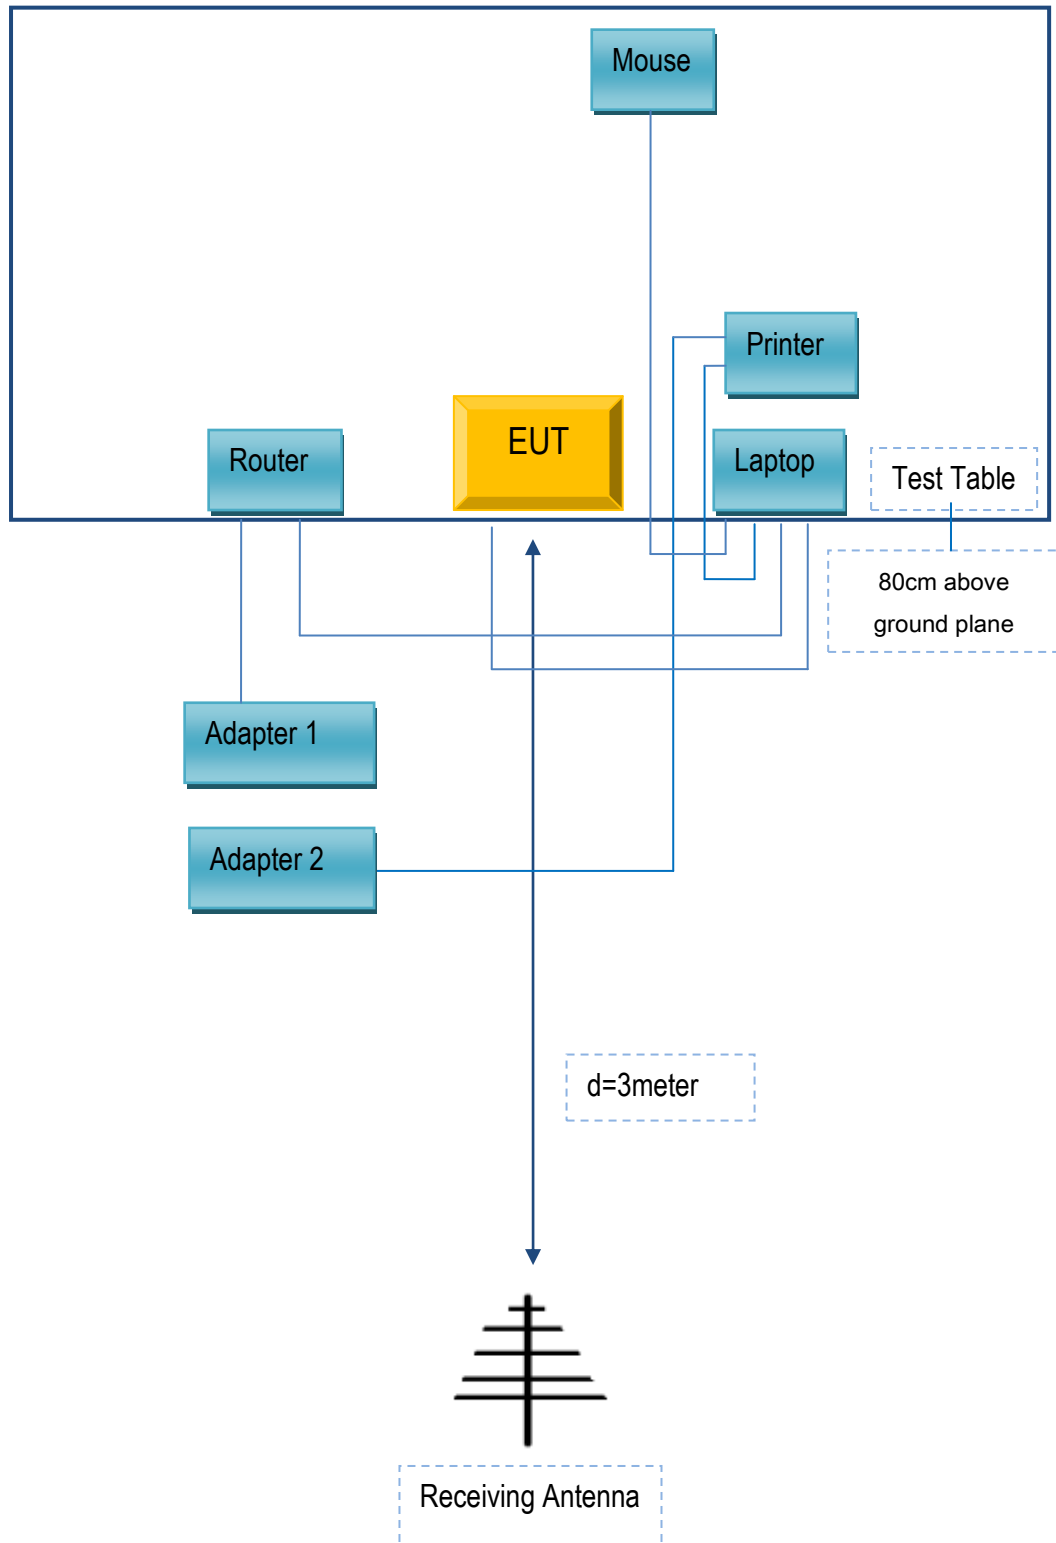 Mouse
Printer
EUT
Router
Laptop
Test Table
80cm above
ground plane
Adapter 1
Adapter 2
d=3meter
Receiving Antenna